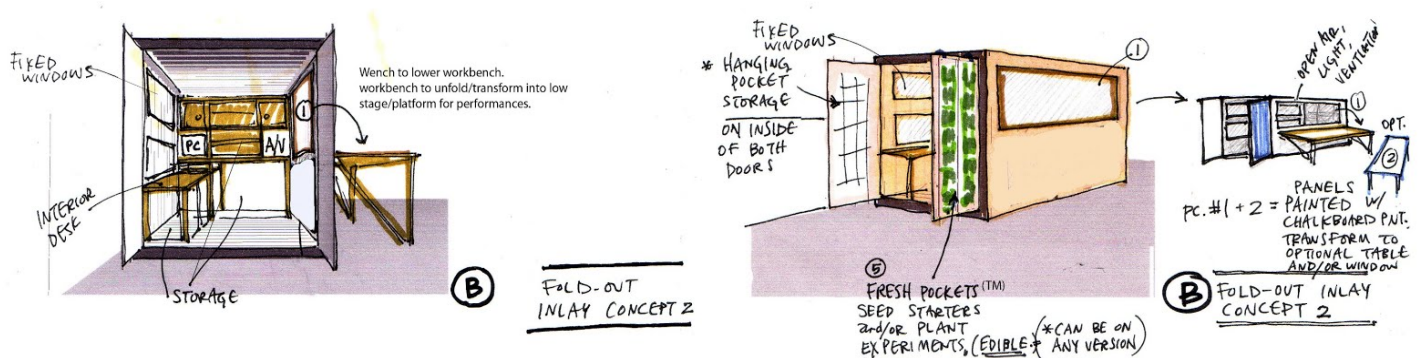 FIXED
WINDOWS
Wench to lower workbench.
workbench to unfold/transform into low
stage/platform for performances.
1
PC
A/V
INTERIOR
DESK
STORAGE
B
FOLD-OUT
INLAY CONCEPT 2
FIXED
WINDOWS
* HANGING
POCKET
STORAGE
ON INSIDE
OF BOTH
DOORS
1
5
FRESH POCKETS (TM)
SEED STARTERS
and/or PLANT
EXPERIMENTS. (EDIBLE) (*CAN BE ON
ANY VERSION)
OPEN AIR,
LIGHT,
VENTILATION
1
OPT.
2
PC. #1 + 2 = PANELS
PAINTED W/
CHALKBOARD PNT.
TRANSFORM TO
OPTIONAL TABLE
AND/OR WINDOW
B
FOLD-OUT INLAY
CONCEPT 2